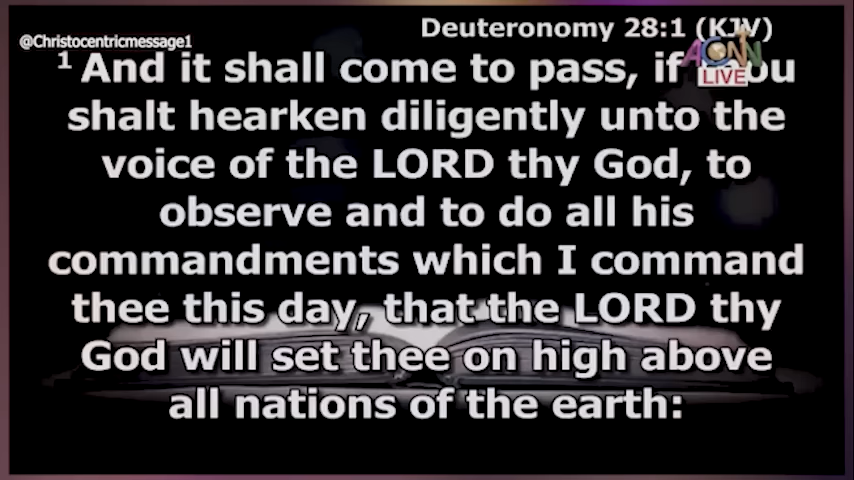 Deuteronomy 28:1 (KJV)
@Christocentricmessage1
ACNN
LIVE
1 And it shall come to pass, if thou
shalt hearken diligently unto the
voice of the LORD thy God, to
observe and to do all his
commandments which I command
thee this day, that the LORD thy
God will set thee on high above
all nations of the earth: